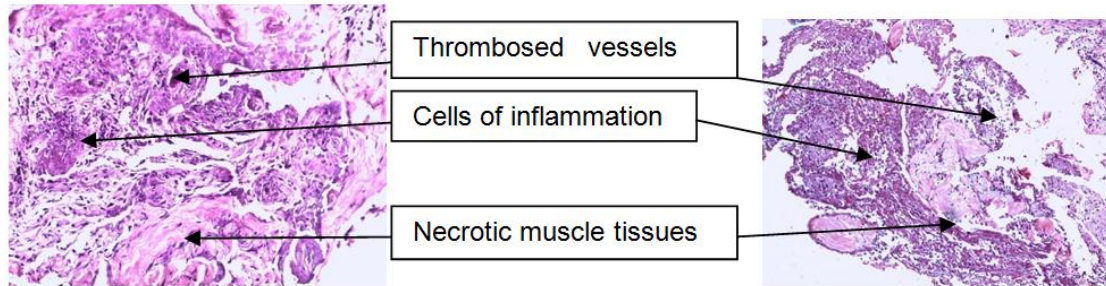 Thrombosed vessels
Cells of inflammation
Necrotic muscle tissues